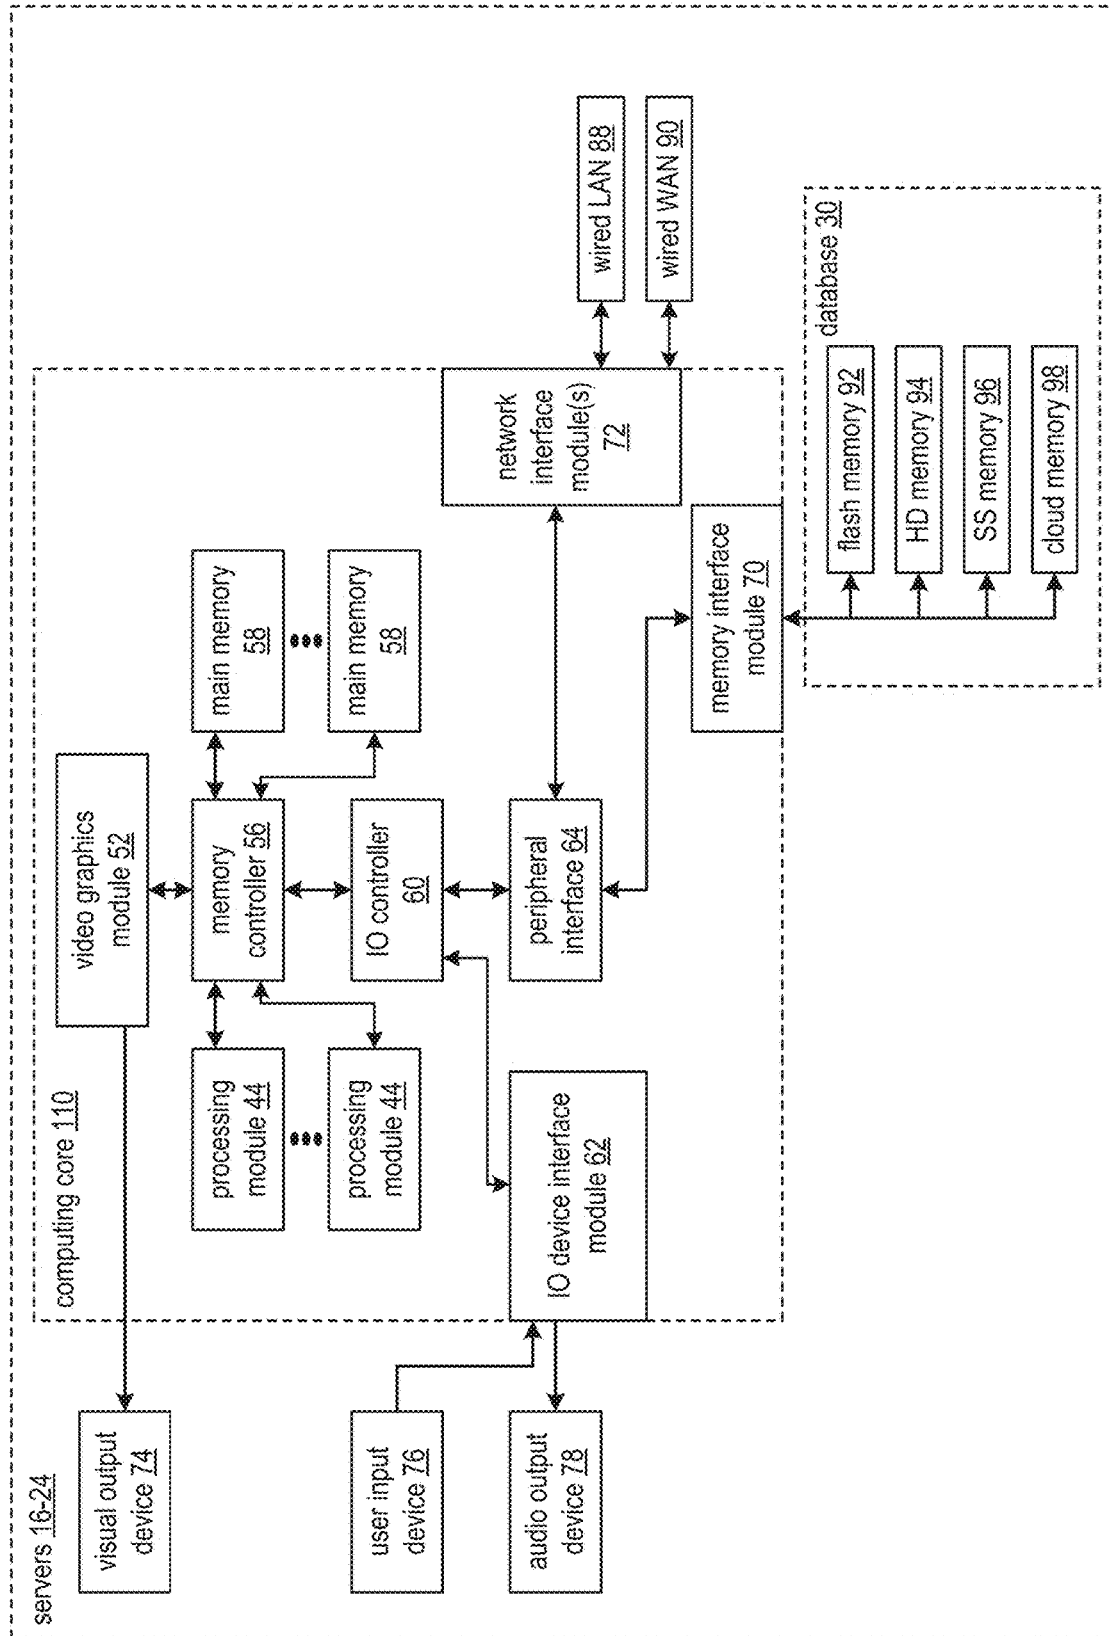 servers 16-24
computing core 110
visual output
device 74
user input
device 76
audio output
device 78
video graphics
module 52
processing
module 44
processing
module 44
memory
controller 56
main memory
58
main memory
58
IO controller
60
IO device interface
module 62
peripheral
interface 64
network
interface
module(s)
72
memory interface
module 70
wired LAN 88
wired WAN 90
database 30
flash memory 92
HD memory 94
SS memory 96
cloud memory 98